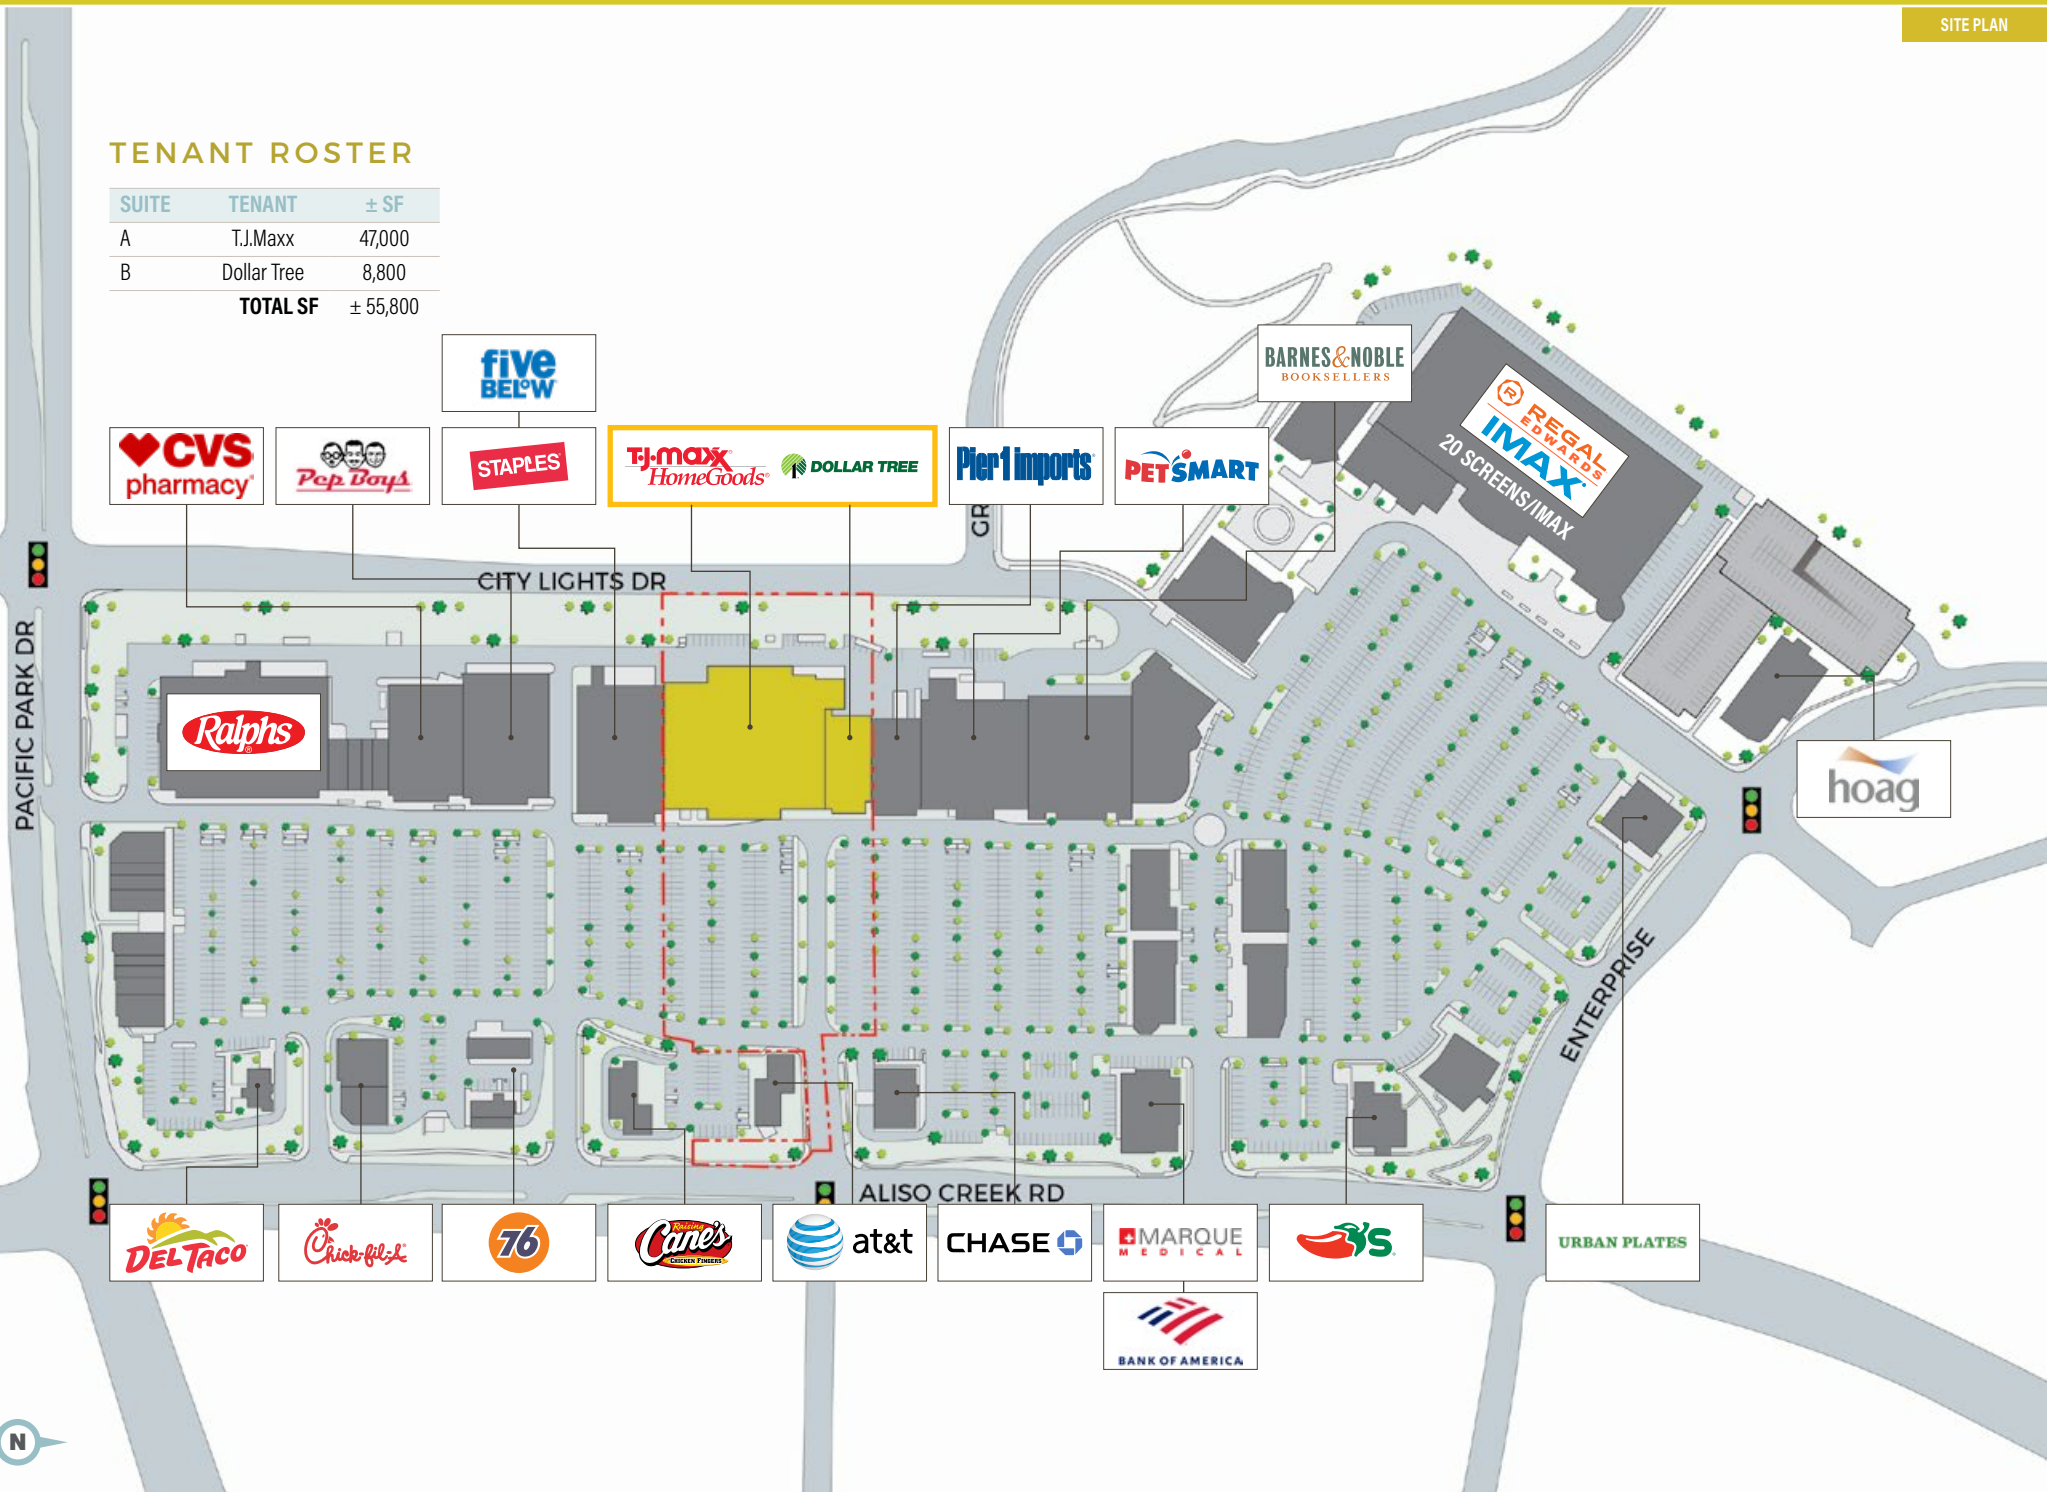 SITE PLAN
TENANT ROSTER
SUITE TENANT ± SF
A T.J.Maxx 47,000
B Dollar Tree 8,800
TOTAL SF ± 55,800
five
BELOW
BARNES&NOBLE
BOOKSELLERS
REGAL
EDWARDS
IMAX
20 SCREENS/IMAX
CVS
pharmacy
Pep Boys
STAPLES
T.J.maxx
HomeGoods
DOLLAR TREE
Pier 1 imports
PETSMART
GR
CITY LIGHTS DR
PACIFIC PARK DR
Ralphs
hoag
ENTERPRISE
ALISO CREEK RD
DEL TACO
Chick-fil-A
76
Raising
Cane's
CHICKEN FINGERS
at&t
CHASE
MARQUE
MEDICAL
'S
URBAN PLATES
BANK OF AMERICA
N